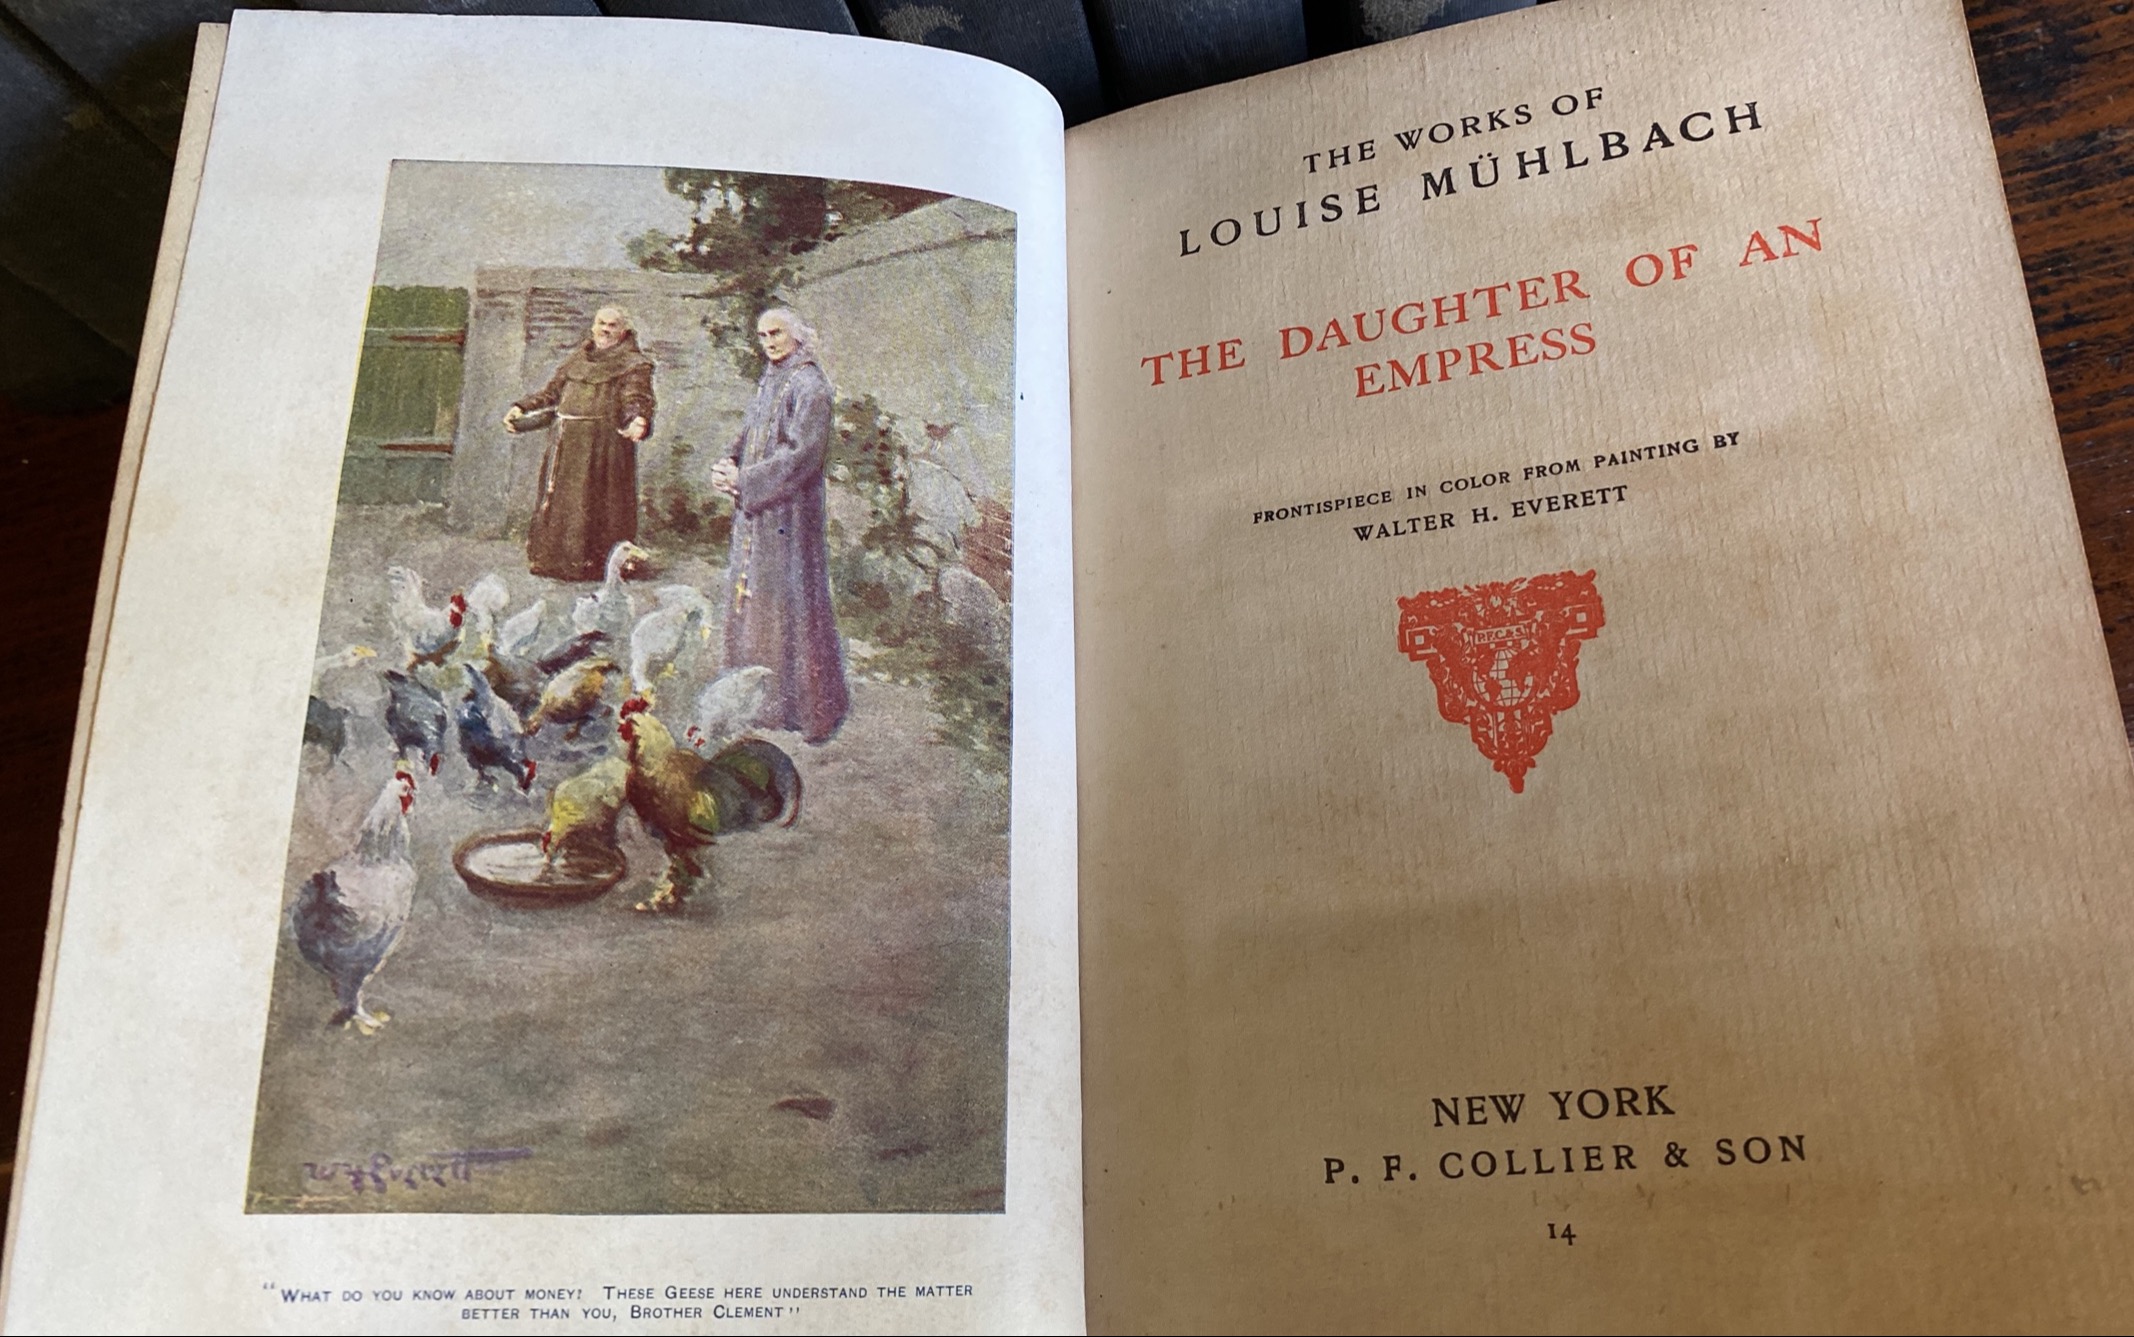 W H Everett
"What do you know about money? These Geese here understand the matter
better than you, Brother Clement"
THE WORKS OF
LOUISE MÜHLBACH
THE DAUGHTER OF AN
EMPRESS
FRONTISPIECE IN COLOR FROM PAINTING BY
WALTER H. EVERETT
P.F.C.&S.
NEW YORK
P. F. COLLIER & SON
14